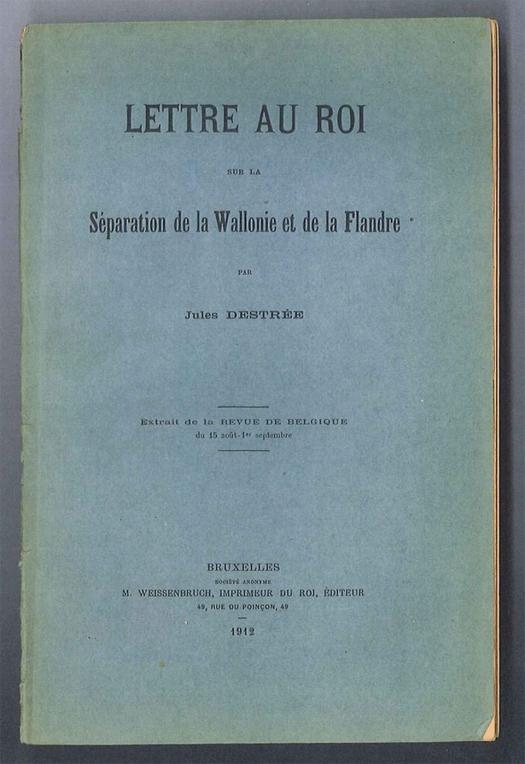 LETTRE AU ROI
SUR LA
Séparation de la Wallonie et de la Flandre
PAR
Jules DESTRÉE
Extrait de la REVUE DE BELGIQUE
du 15 août-1er septembre
BRUXELLES
SOCIÉTÉ ANONYME
M. WEISSENBRUCH, IMPRIMEUR DU ROI, ÉDITEUR
49, RUE DU POINÇON, 49
1912